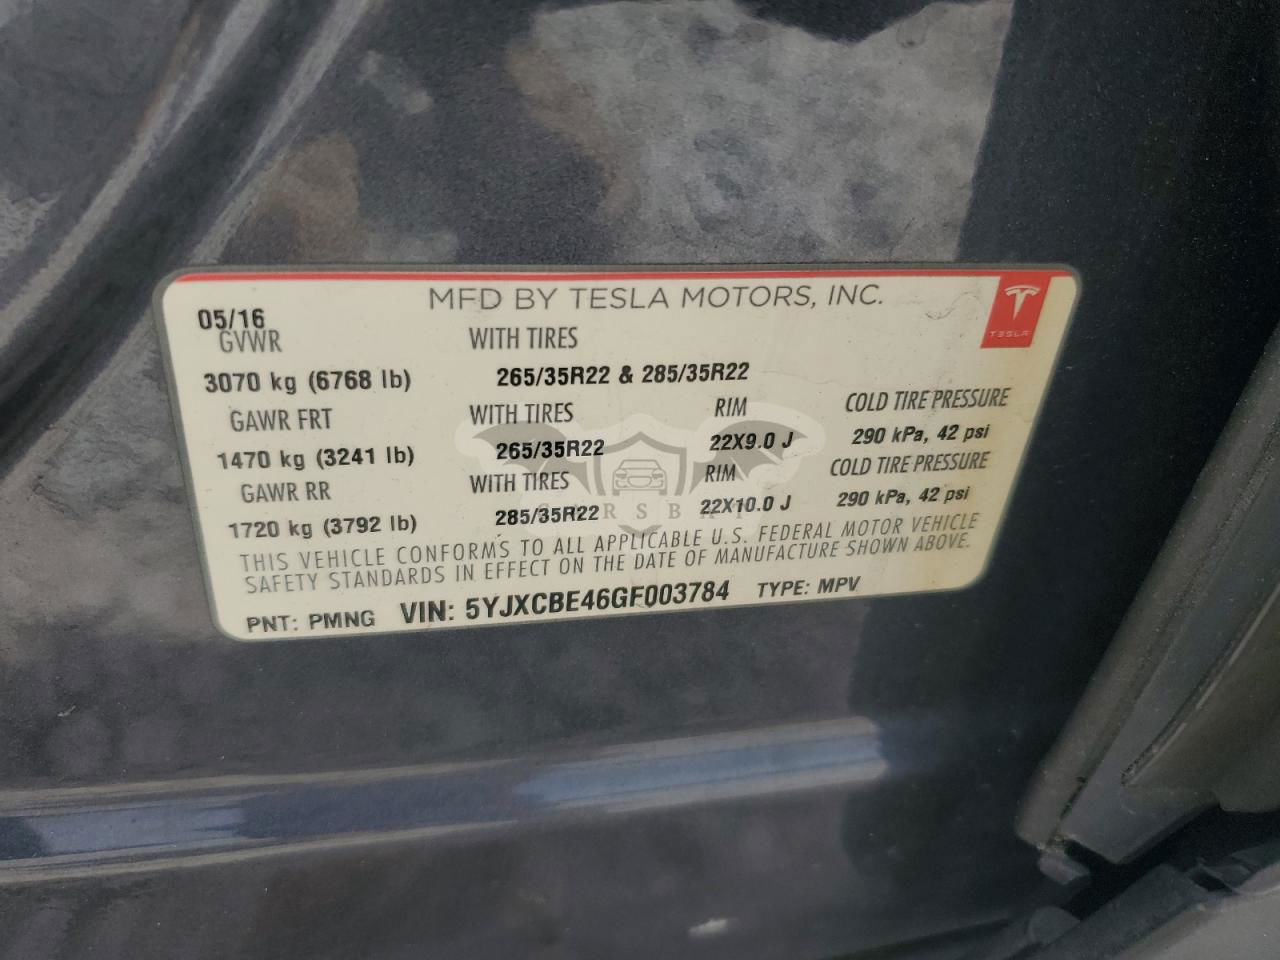 MFD BY TESLA MOTORS, INC.
TESLA
05/16
GVWR WITH TIRES
3070 kg (6768 lb) 265/35R22 & 285/35R22
GAWR FRT WITH TIRES RIM COLD TIRE PRESSURE
1470 kg (3241 lb) 265/35R22 22X9.0 J 290 kPa, 42 psi
GAWR RR WITH TIRES RIM COLD TIRE PRESSURE
1720 kg (3792 lb) 285/35R22 22X10.0 J 290 kPa, 42 psi
THIS VEHICLE CONFORMS TO ALL APPLICABLE U.S. FEDERAL MOTOR VEHICLE
SAFETY STANDARDS IN EFFECT ON THE DATE OF MANUFACTURE SHOWN ABOVE.
PNT: PMNG VIN: 5YJXCBE46GF003784 TYPE: MPV